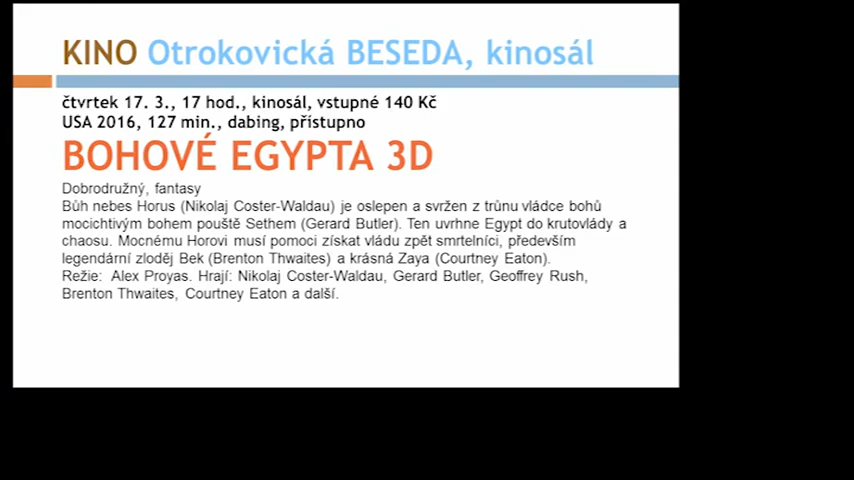 KINO Otrokovická BESEDA, kinosál
čtvrtek 17. 3., 17 hod., kinosál, vstupné 140 Kč
USA 2016, 127 min., dabing, přístupno
BOHOVÉ EGYPTA 3D
Dobrodružný, fantasy
Bůh nebes Horus (Nikolaj Coster-Waldau) je oslepen a svržen z trůnu vládce bohů
mocichtivým bohem pouště Sethem (Gerard Butler). Ten uvrhne Egypt do krutovlády a
chaosu. Mocnému Horovi musí pomoci získat vládu zpět smrtelníci, především
legendární zloděj Bek (Brenton Thwaites) a krásná Zaya (Courtney Eaton).
Režie: Alex Proyas. Hrají: Nikolaj Coster-Waldau, Gerard Butler, Geoffrey Rush,
Brenton Thwaites, Courtney Eaton a další.